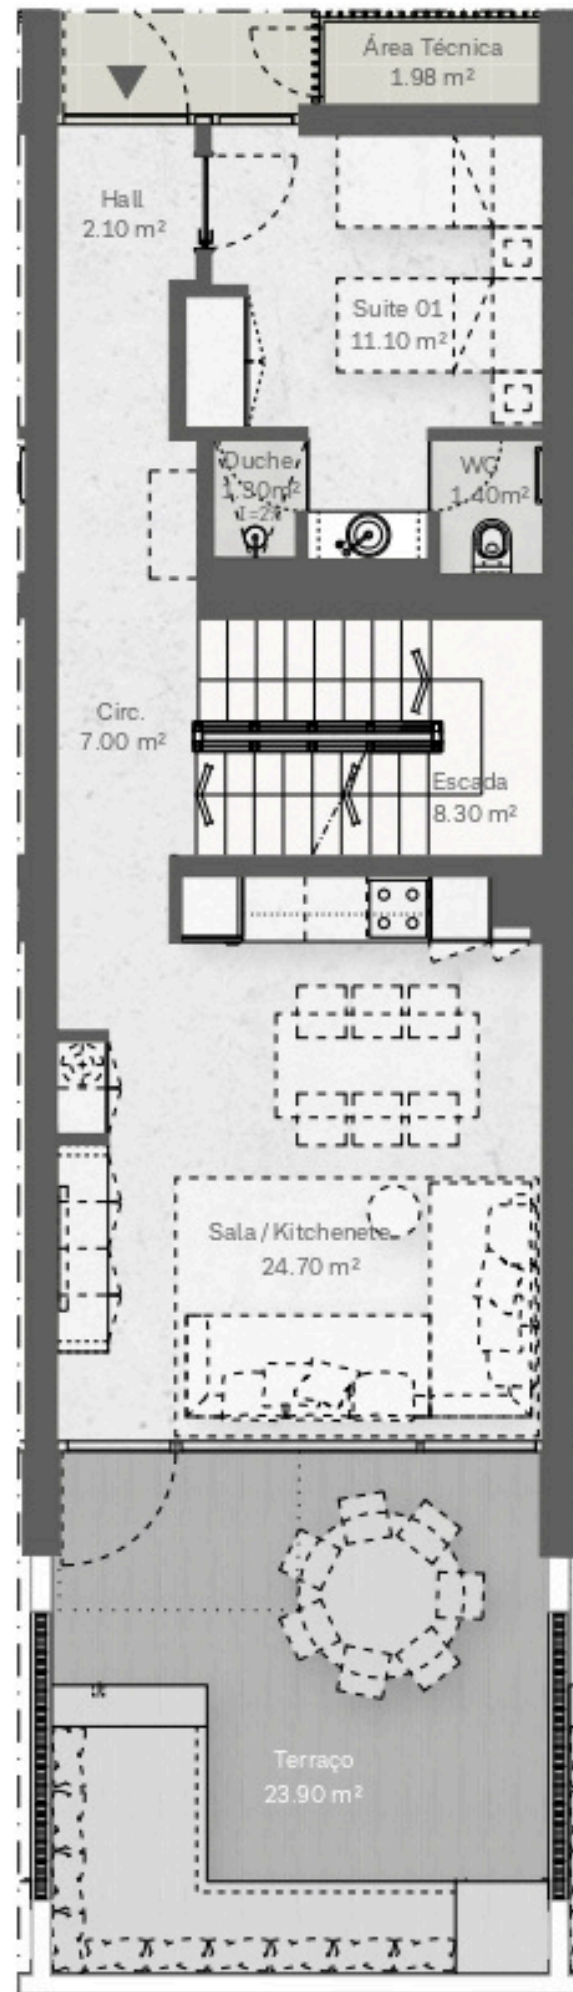 Área Técnica
1.98 m²
Hall
2.10 m²
Suite 01
11.10 m²
Duche
1.30m²
WC
1.40m²
Circ.
7.00 m²
Escada
8.30 m²
Sala / Kitchenete
24.70 m²
Terraço
23.90 m²